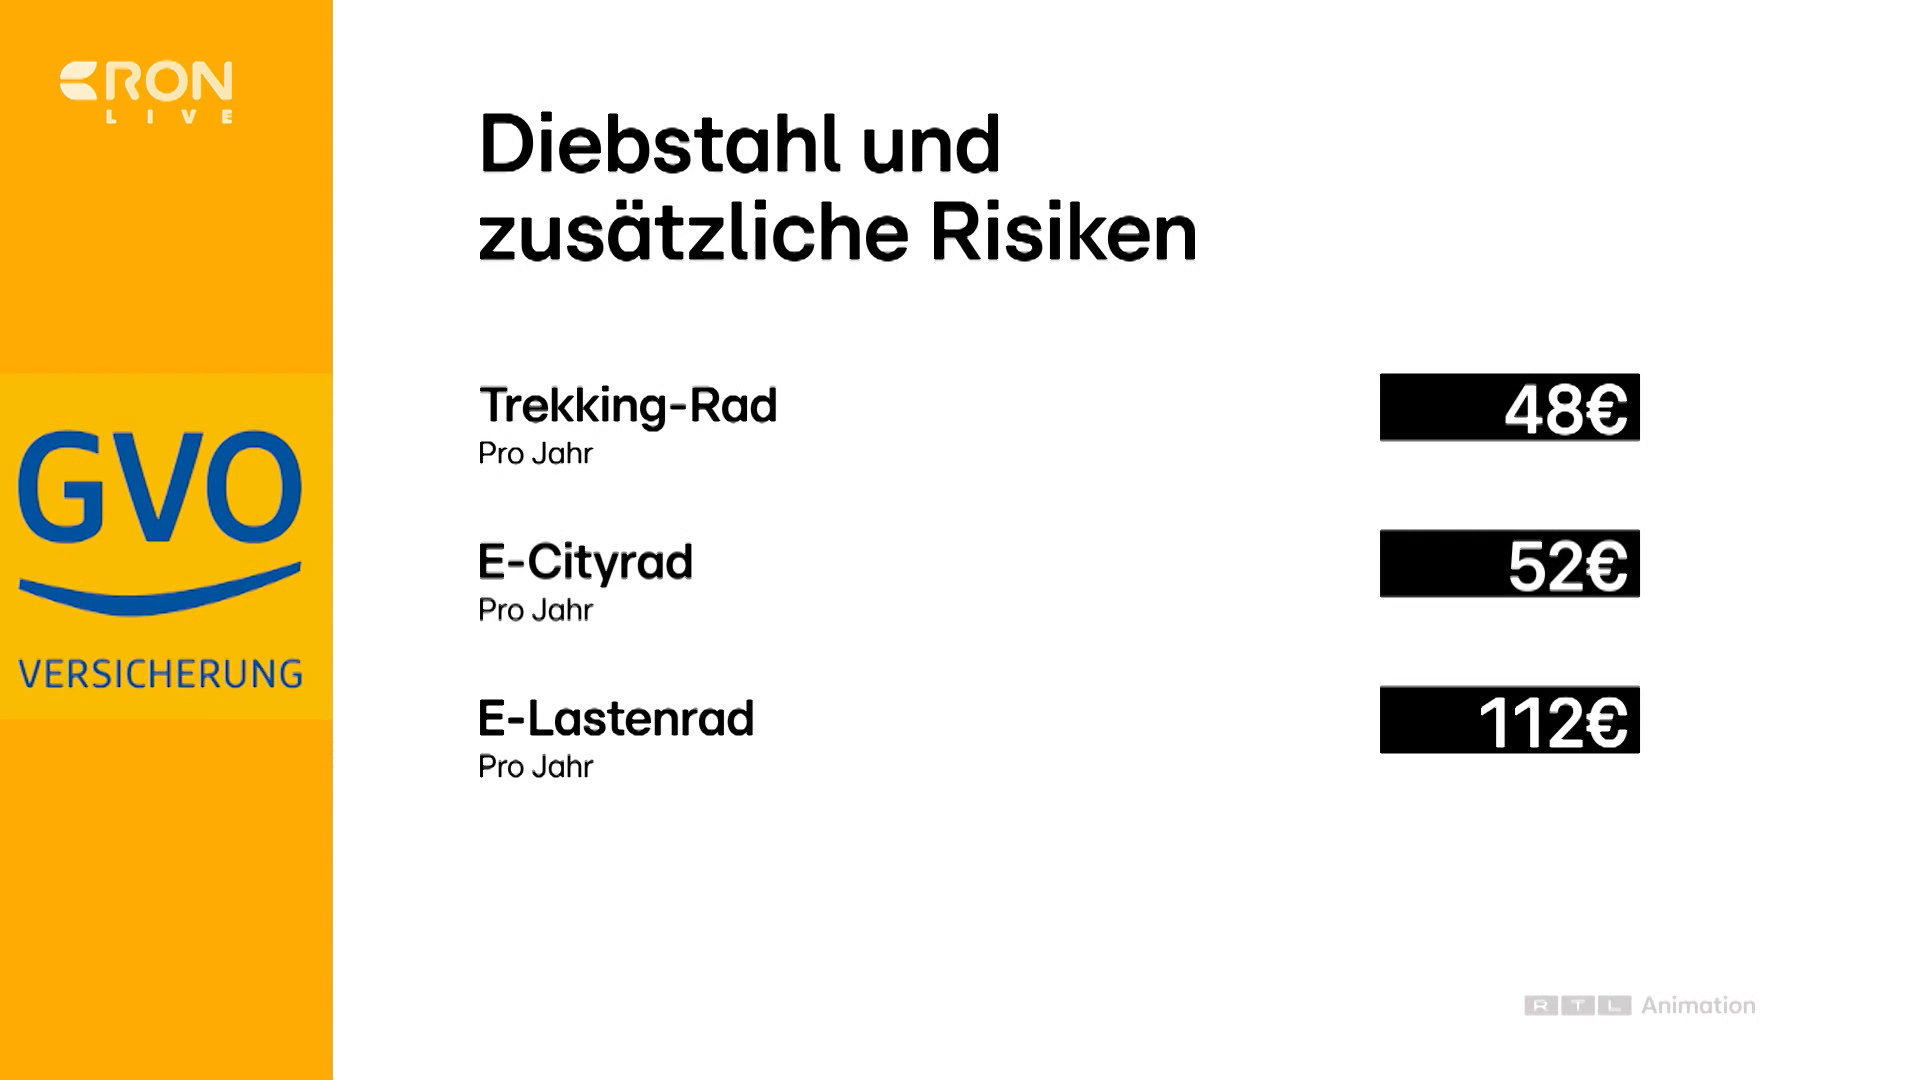 RON
LIVE
Diebstahl und
zusätzliche Risiken
Trekking-Rad
48€
Pro Jahr
GVO
E-Cityrad
52€
Pro Jahr
VERSICHERUNG
E-Lastenrad
112€
Pro Jahr
RTL Animation